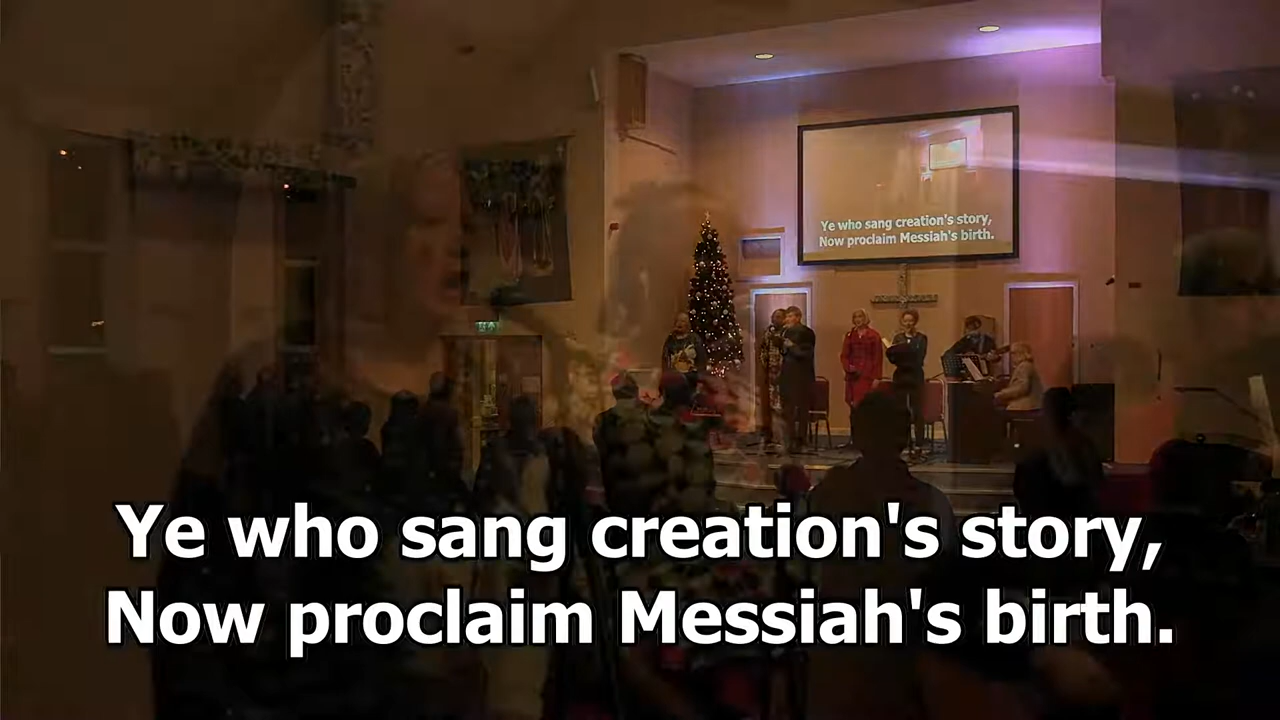 Ye who sang creation's story,
Now proclaim Messiah's birth.
Ye who sang creation's story,
Now proclaim Messiah's birth.